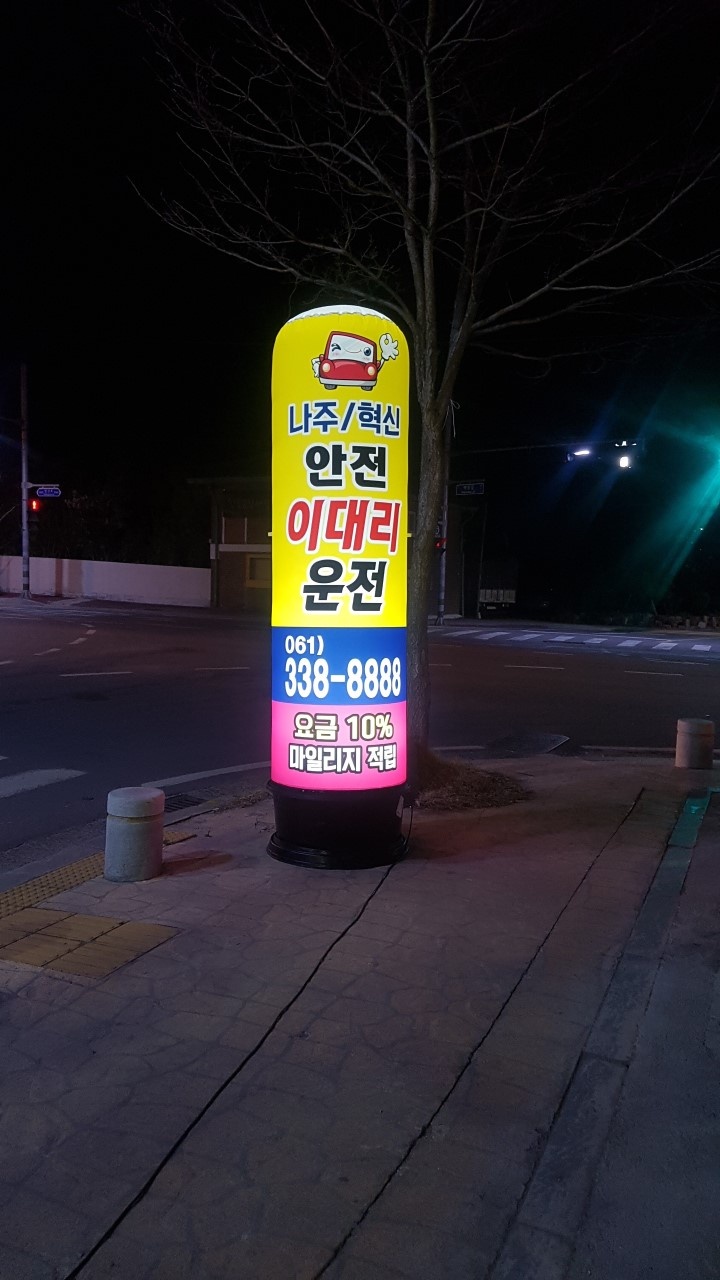 나주/혁신
안전
이대리
운전
061)
338-8888
요금 10%
마일리지 적립